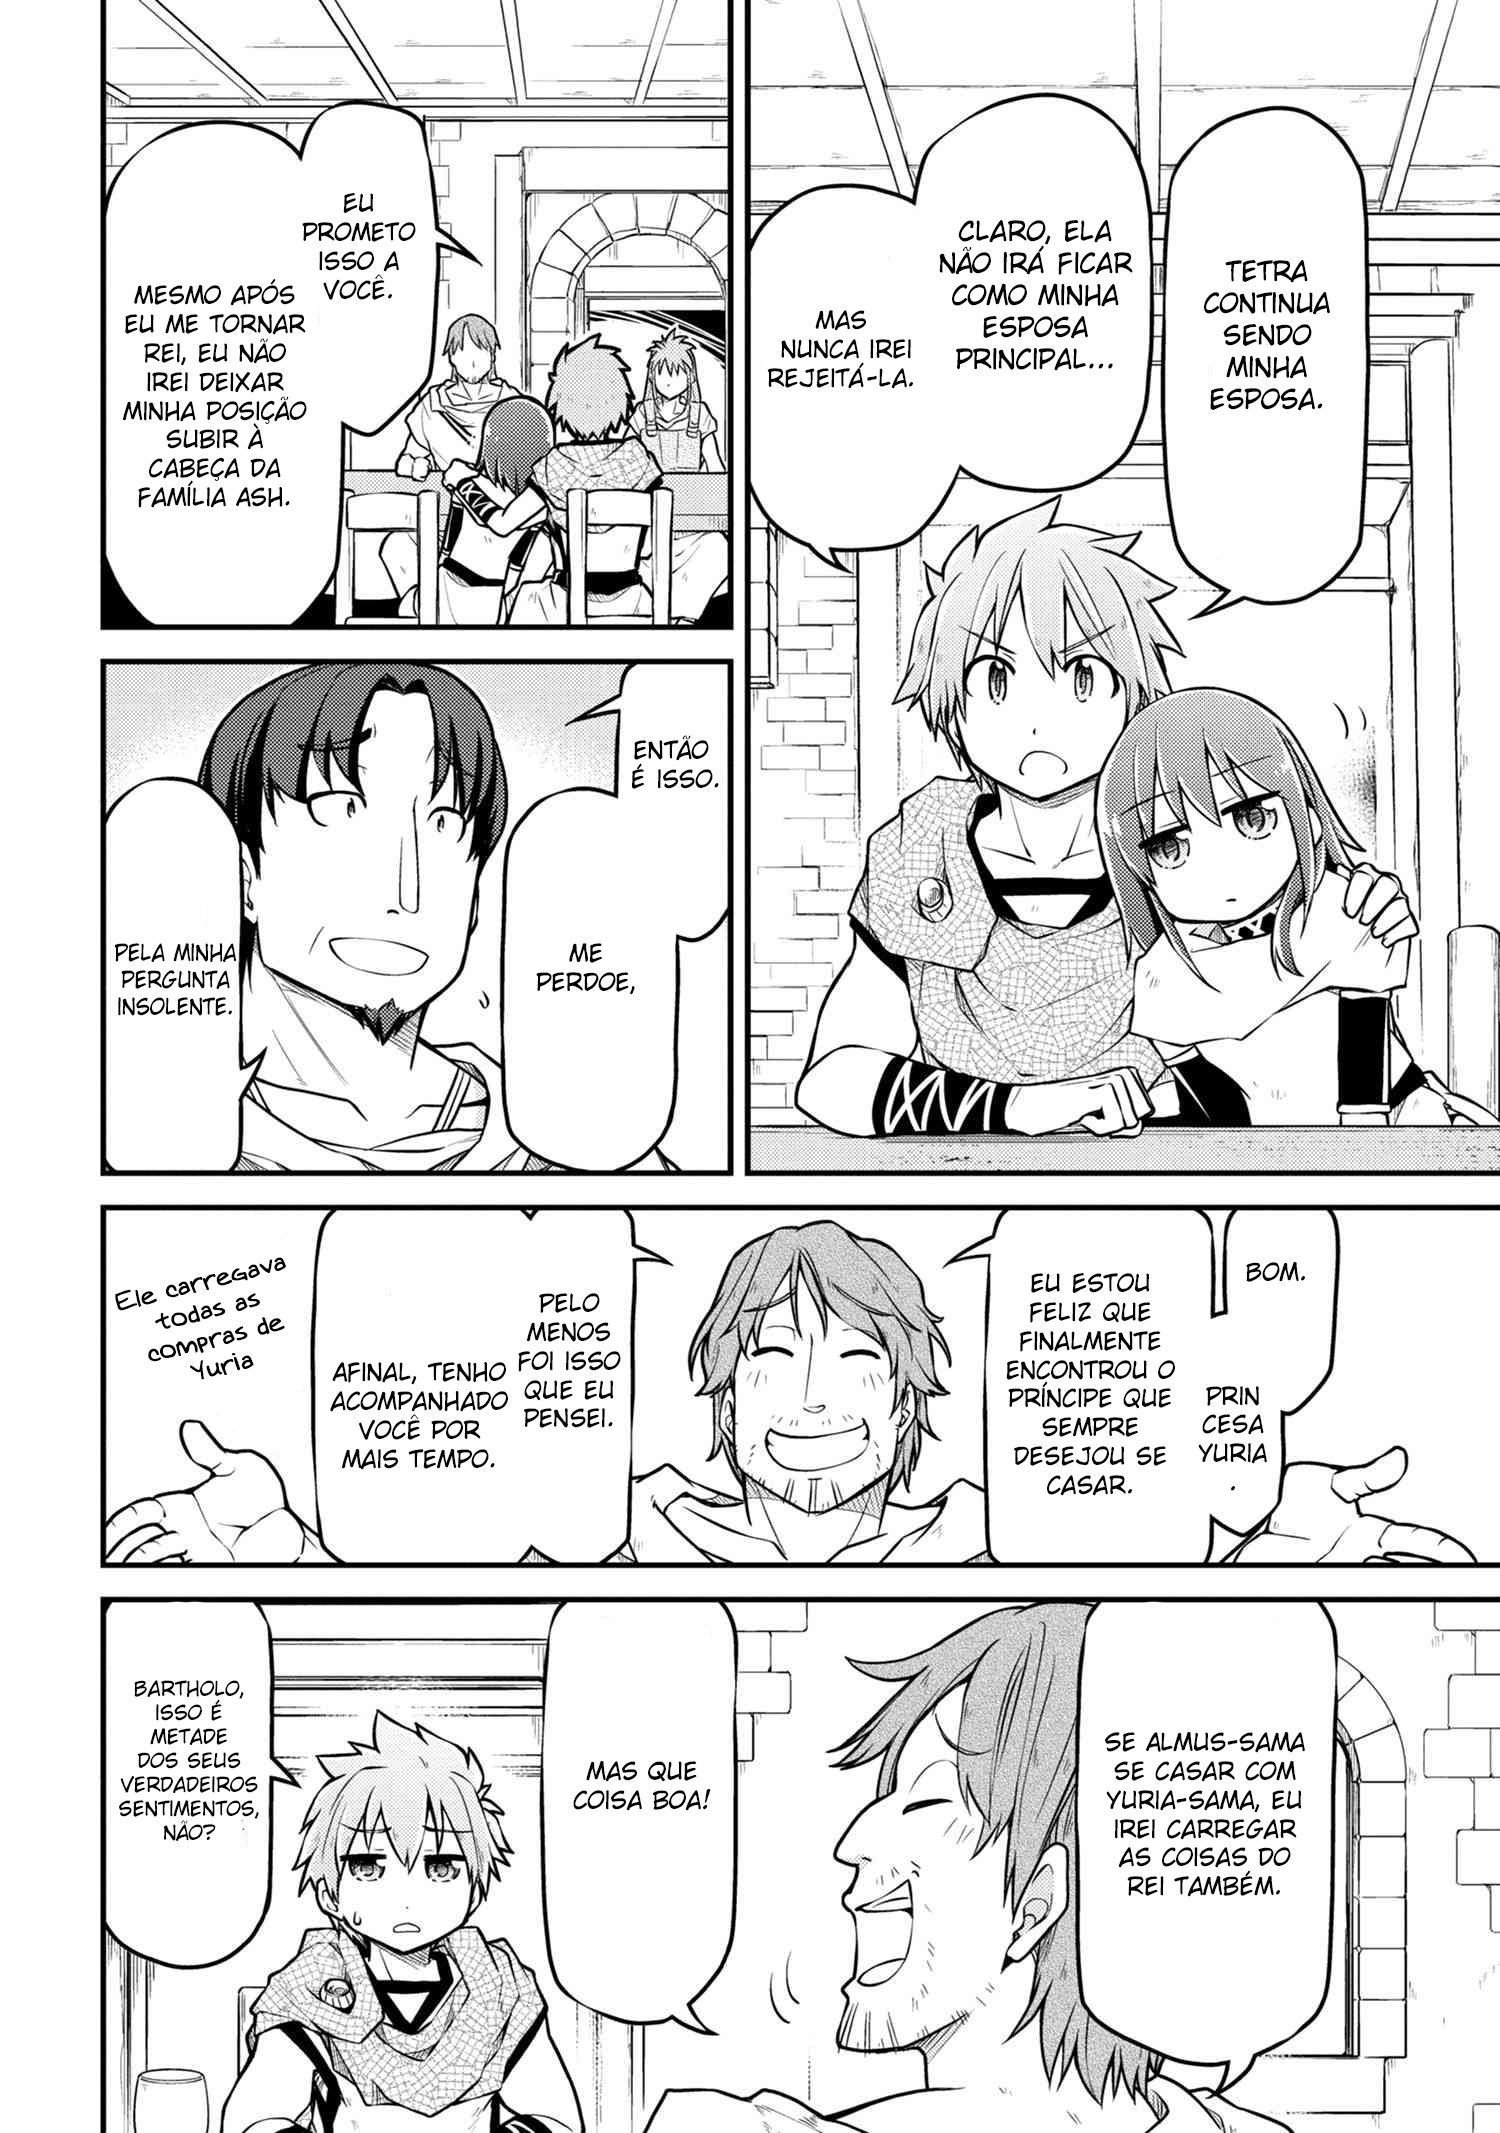 TETRA
CONTINUA
SENDO
MINHA
ESPOSA.
CLARO, ELA
NÃO IRÁ FICAR
COMO MINHA
ESPOSA
PRINCIPAL...
MAS
NUNCA IREI
REJEITÁ-LA.
EU
PROMETO
ISSO A
VOCÊ.
MESMO APÓS
EU ME TORNAR
REI, EU NÃO
IREI DEIXAR
MINHA POSIÇÃO
SUBIR À
CABEÇA DA
FAMÍLIA ASH.
ENTÃO
É ISSO.
ME
PERDOE,
PELA MINHA
PERGUNTA
INSOLENTE.
BOM.
PRIN
CESA
YURIA
.
EU ESTOU
FELIZ QUE
FINALMENTE
ENCONTROU O
PRÍNCIPE QUE
SEMPRE
DESEJOU SE
CASAR.
PELO
MENOS
FOI ISSO
QUE EU
PENSEI.
AFINAL, TENHO
ACOMPANHADO
VOCÊ POR
MAIS TEMPO.
Ele carregava
todas as
compras de
Yuria
SE ALMUS-SAMA
SE CASAR COM
YURIA-SAMA, EU
IREI CARREGAR
AS COISAS DO
REI TAMBÉM.
MAS QUE
COISA BOA!
BARTHOLO,
ISSO É
METADE
DOS SEUS
VERDADEIROS
SENTIMENTOS,
NÃO?